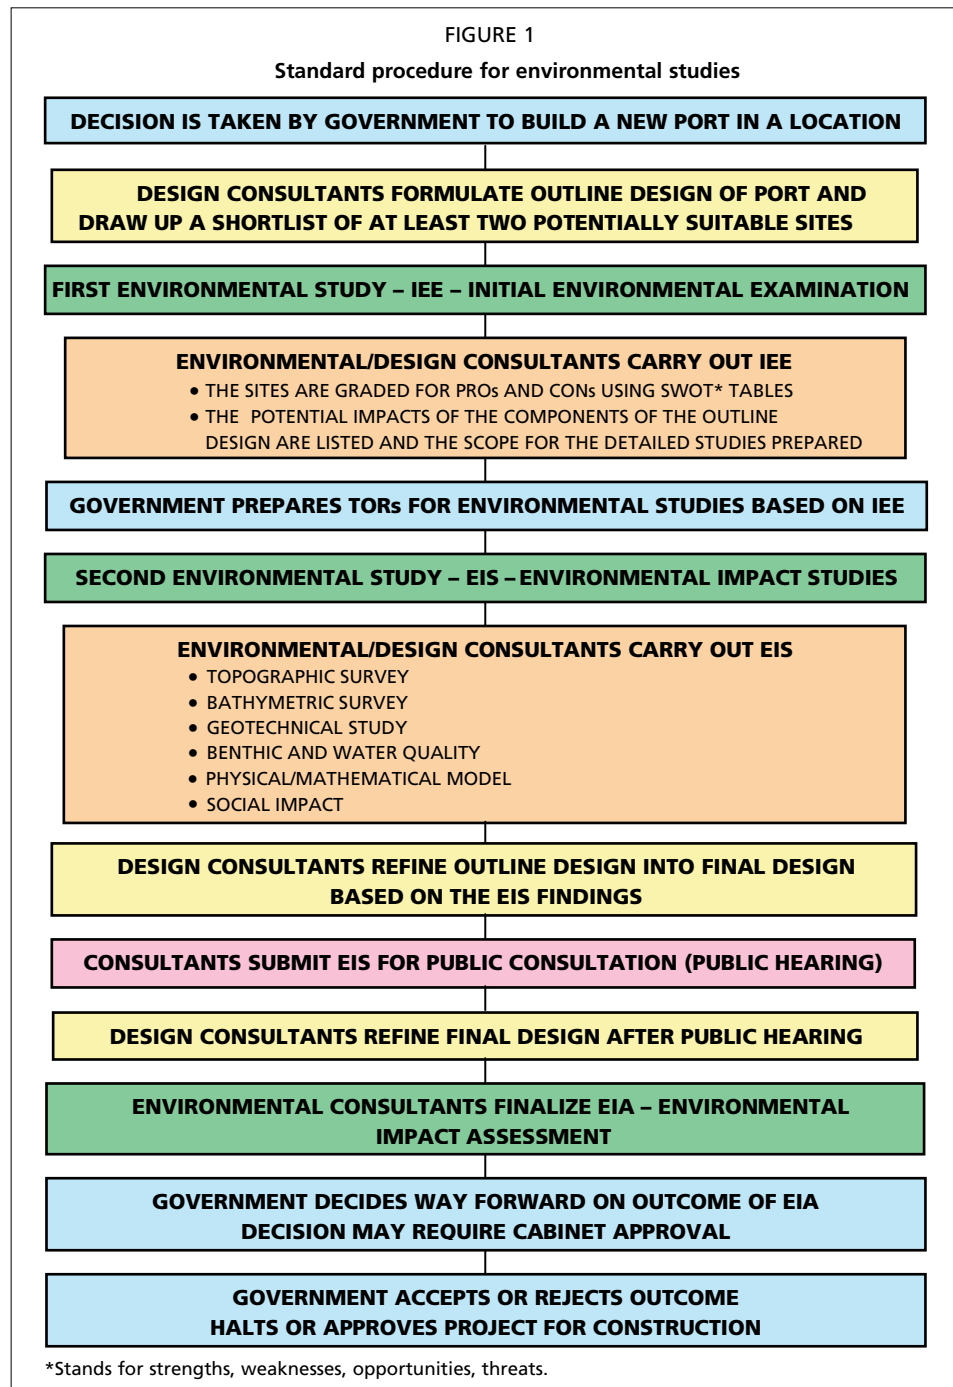 FIGURE 1
Standard procedure for environmental studies
DECISION IS TAKEN BY GOVERNMENT TO BUILD A NEW PORT IN A LOCATION
DESIGN CONSULTANTS FORMULATE OUTLINE DESIGN OF PORT AND
DRAW UP A SHORTLIST OF AT LEAST TWO POTENTIALLY SUITABLE SITES
FIRST ENVIRONMENTAL STUDY – IEE – INITIAL ENVIRONMENTAL EXAMINATION
ENVIRONMENTAL/DESIGN CONSULTANTS CARRY OUT IEE
• THE SITES ARE GRADED FOR PROs AND CONs USING SWOT* TABLES
• THE POTENTIAL IMPACTS OF THE COMPONENTS OF THE OUTLINE
DESIGN ARE LISTED AND THE SCOPE FOR THE DETAILED STUDIES PREPARED
GOVERNMENT PREPARES TORs FOR ENVIRONMENTAL STUDIES BASED ON IEE
SECOND ENVIRONMENTAL STUDY – EIS – ENVIRONMENTAL IMPACT STUDIES
ENVIRONMENTAL/DESIGN CONSULTANTS CARRY OUT EIS
• TOPOGRAPHIC SURVEY
• BATHYMETRIC SURVEY
• GEOTECHNICAL STUDY
• BENTHIC AND WATER QUALITY
• PHYSICAL/MATHEMATICAL MODEL
• SOCIAL IMPACT
DESIGN CONSULTANTS REFINE OUTLINE DESIGN INTO FINAL DESIGN
BASED ON THE EIS FINDINGS
CONSULTANTS SUBMIT EIS FOR PUBLIC CONSULTATION (PUBLIC HEARING)
DESIGN CONSULTANTS REFINE FINAL DESIGN AFTER PUBLIC HEARING
ENVIRONMENTAL CONSULTANTS FINALIZE EIA – ENVIRONMENTAL
IMPACT ASSESSMENT
GOVERNMENT DECIDES WAY FORWARD ON OUTCOME OF EIA
DECISION MAY REQUIRE CABINET APPROVAL
GOVERNMENT ACCEPTS OR REJECTS OUTCOME
HALTS OR APPROVES PROJECT FOR CONSTRUCTION
*Stands for strengths, weaknesses, opportunities, threats.